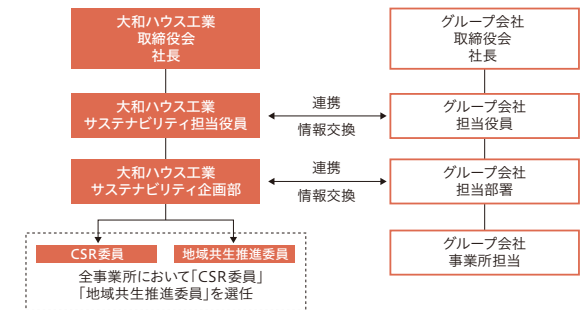 大和ハウス工業
取締役会
社長
グループ会社
取締役会
社長
大和ハウス工業
サステナビリティ担当役員
連携
情報交換
グループ会社
担当役員
大和ハウス工業
サステナビリティ企画部
連携
情報交換
グループ会社
担当部署
CSR委員
地域共生推進委員
全事業所において「CSR委員」
「地域共生推進委員」を選任
グループ会社
事業所担当